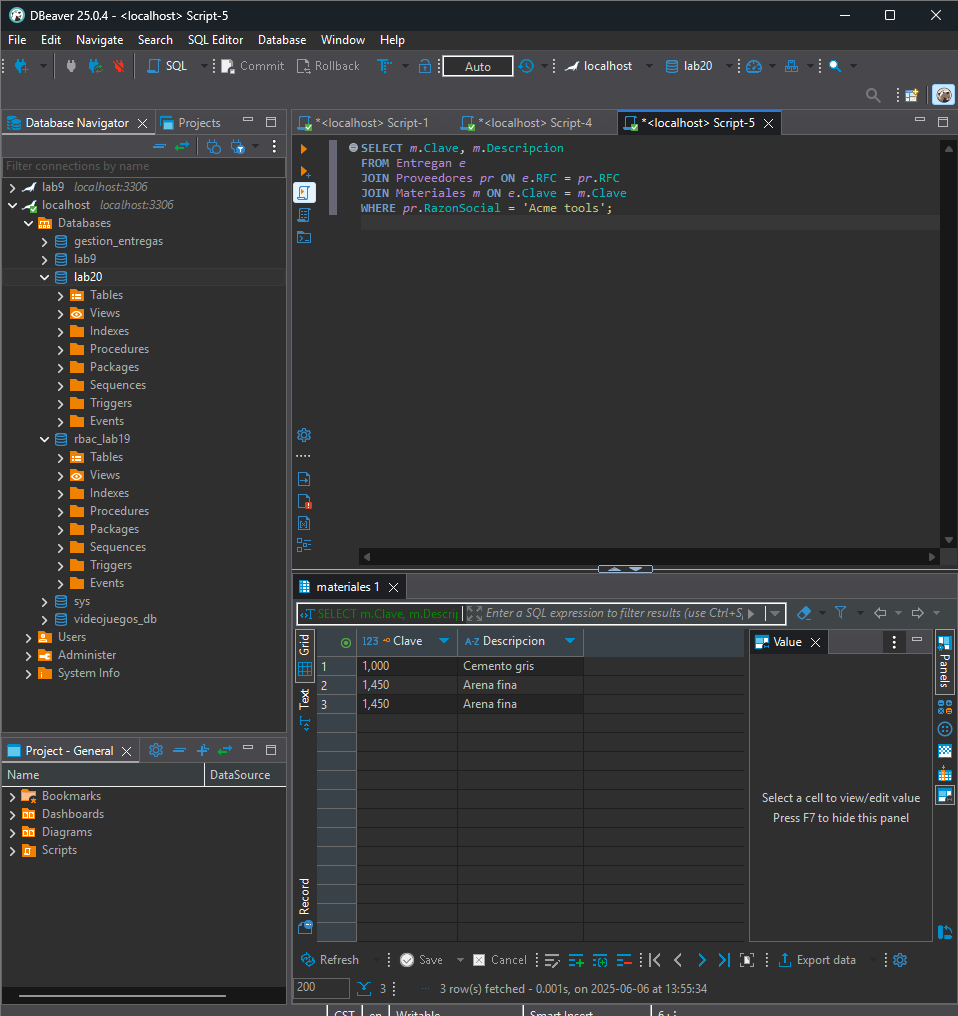 DBeaver 25.0.4 - <localhost> Script-5
File Edit Navigate Search SQL Editor Database Window Help
SQL Commit Rollback Auto localhost lab20
Database Navigator Projects
Filter connections by name
lab9 localhost:3306
localhost localhost:3306
Databases
gestion_entregas
lab9
lab20
Tables
Views
Indexes
Procedures
Packages
Sequences
Triggers
Events
rbac_lab19
Tables
Views
Indexes
Procedures
Packages
Sequences
Triggers
Events
sys
videojuegos_db
Users
Administer
System Info
Project - General
Name DataSource
Bookmarks
Dashboards
Diagrams
Scripts
*<localhost> Script-1 *<localhost> Script-4 *<localhost> Script-5
SELECT m.Clave, m.Descripcion
FROM Entregan e
JOIN Proveedores pr ON e.RFC = pr.RFC
JOIN Materiales m ON e.Clave = m.Clave
WHERE pr.RazonSocial = 'Acme tools';
materiales 1
SELECT m.Clave, m.Descrip Enter a SQL expression to filter results (use Ctrl+S,
Grid
Text
Record
123 Clave A-Z Descripcion
1 1,000 Cemento gris
2 1,450 Arena fina
3 1,450 Arena fina
Value
Select a cell to view/edit value
Press F7 to hide this panel
Panels
Refresh Save Cancel Export data
200 3 3 row(s) fetched - 0.001s, on 2025-06-06 at 13:55:34
CST en Writable Smart Insert